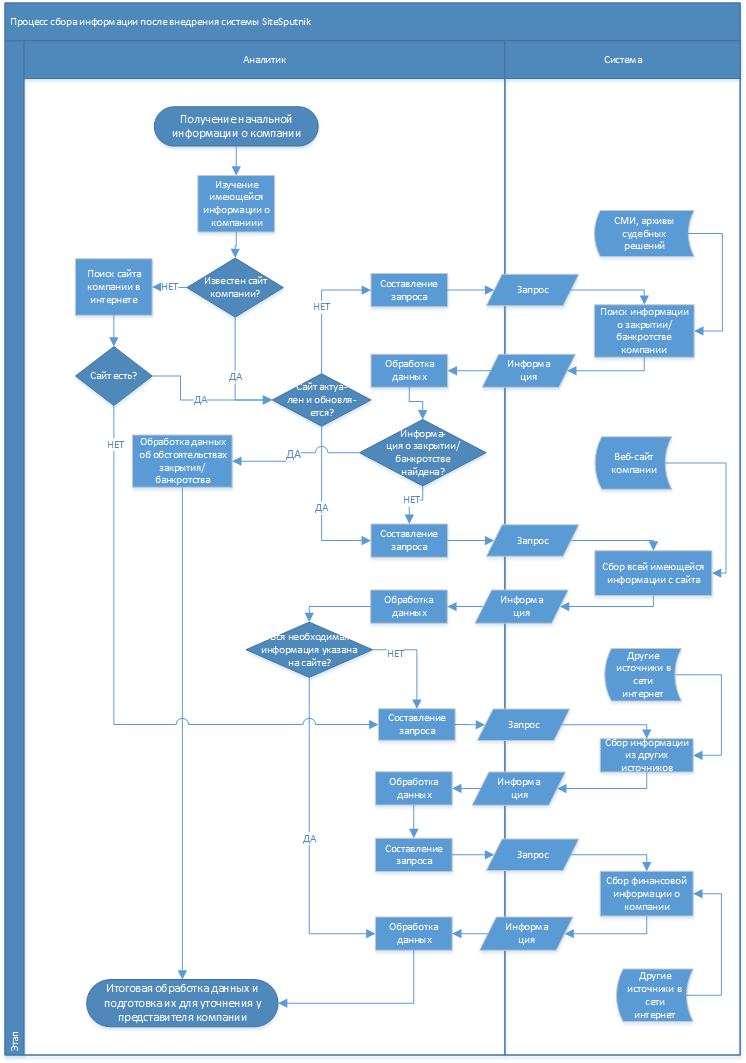 Процесс сбора информации после внедрения системы SiteSputnik
Аналитик
Система
Получение начальной
информации о компании
Изучение
имеющейся
информации о
компаниии
СМИ, архивы
судебных
решений
Поиск сайта
компании в
интернете
НЕТ
Известен сайт
компании?
НЕТ
Составление
запроса
Запрос
Поиск информации
о закрытии/
банкротстве
компании
Сайт есть?
ДА
ДА
Сайт актуа-
лен и обновля-
ется?
Обработка
данных
Информа
ция
НЕТ
Обработка данных
об обстоятельствах
закрытия/
банкротства
ДА
Информа-
ция о закрытии/
банкротстве
найдена?
Веб-сайт
компании
НЕТ
ДА
Составление
запроса
Запрос
Сбор всей имеющейся
информации с сайта
Обработка
данных
Информа
ция
Вся необходимая
информация указана
на сайте?
НЕТ
Другие
источники в
сети
интернет
Составление
запроса
Запрос
Сбор информации
из других
источников
Обработка
данных
Информа
ция
ДА
Составление
запроса
Запрос
Сбор финансовой
информации о
компании
Обработка
данных
Информа
ция
Другие
источники в
сети
интернет
Итоговая обработка данных и
подготовка их для уточнения у
представителя компании
Этап